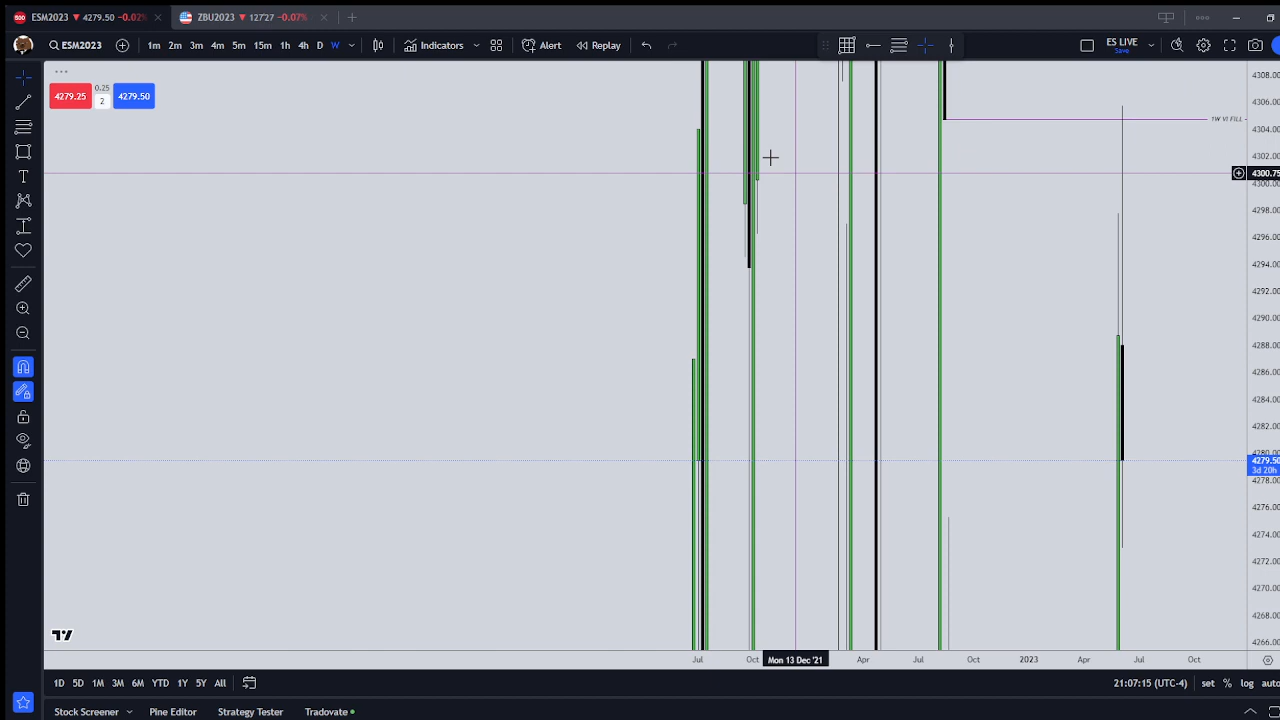 ESM2023 ▼ 4279.50 -0.02%
ZBU2023 ▼ 127'27 -0.07%
ESM2023
1m 2m 3m 4m 5m 15m 1h 4h D W
Indicators
Alert
Replay
ES LIVE
Save
4279.25
0.25
2
4279.50
1W VI FILL
4308.00
4306.00
4304.00
4302.00
4300.75
4300.00
4298.00
4296.00
4294.00
4292.00
4290.00
4288.00
4286.00
4284.00
4282.00
4280.00
4279.50
3d 20h
4278.00
4276.00
4274.00
4272.00
4270.00
4268.00
4266.00
Jul Oct Mon 13 Dec '21 Apr Jul Oct 2023 Apr Jul Oct
1D 5D 1M 3M 6M YTD 1Y 5Y All
21:07:15 (UTC-4) set % log auto
Stock Screener Pine Editor Strategy Tester Tradovate